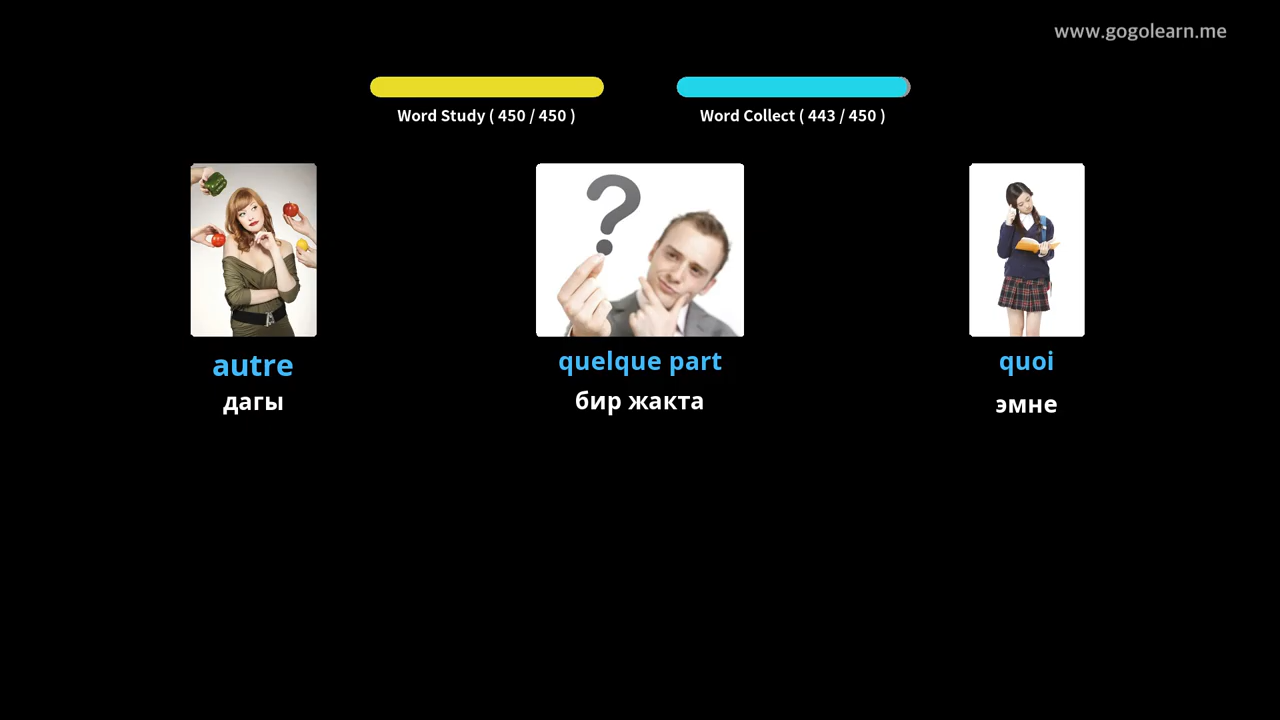 www.gogolearn.me
Word Study ( 450 / 450 )
Word Collect ( 443 / 450 )
autre
дагы
quelque part
бир жакта
quoi
эмне